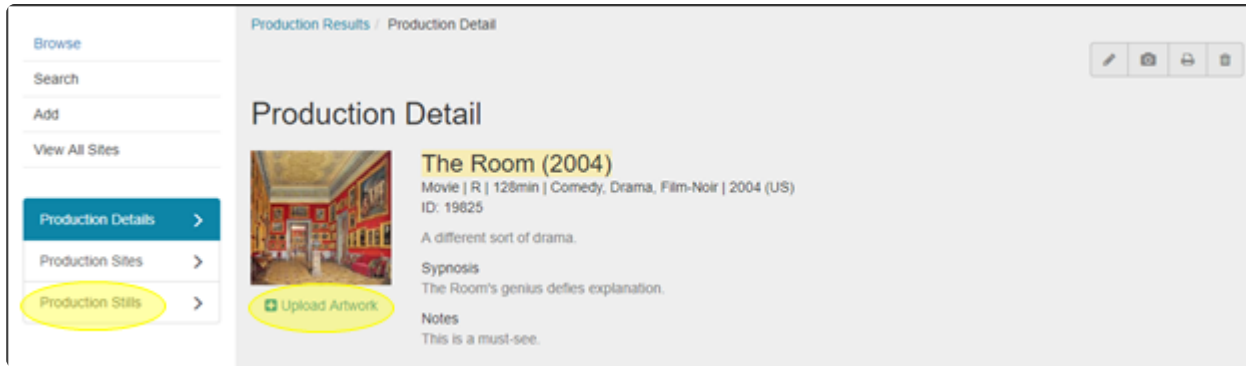 Browse
Search
Add
View All Sites
Production Details
Production Sites
Production Stills
Production Results / Production Detail
Production Detail
Upload Artwork
The Room (2004)
Movie | R | 128min | Comedy, Drama, Film-Noir | 2004 (US)
ID: 19825
A different sort of drama.
Sypnosis
The Room's genius defies explanation.
Notes
This is a must-see.